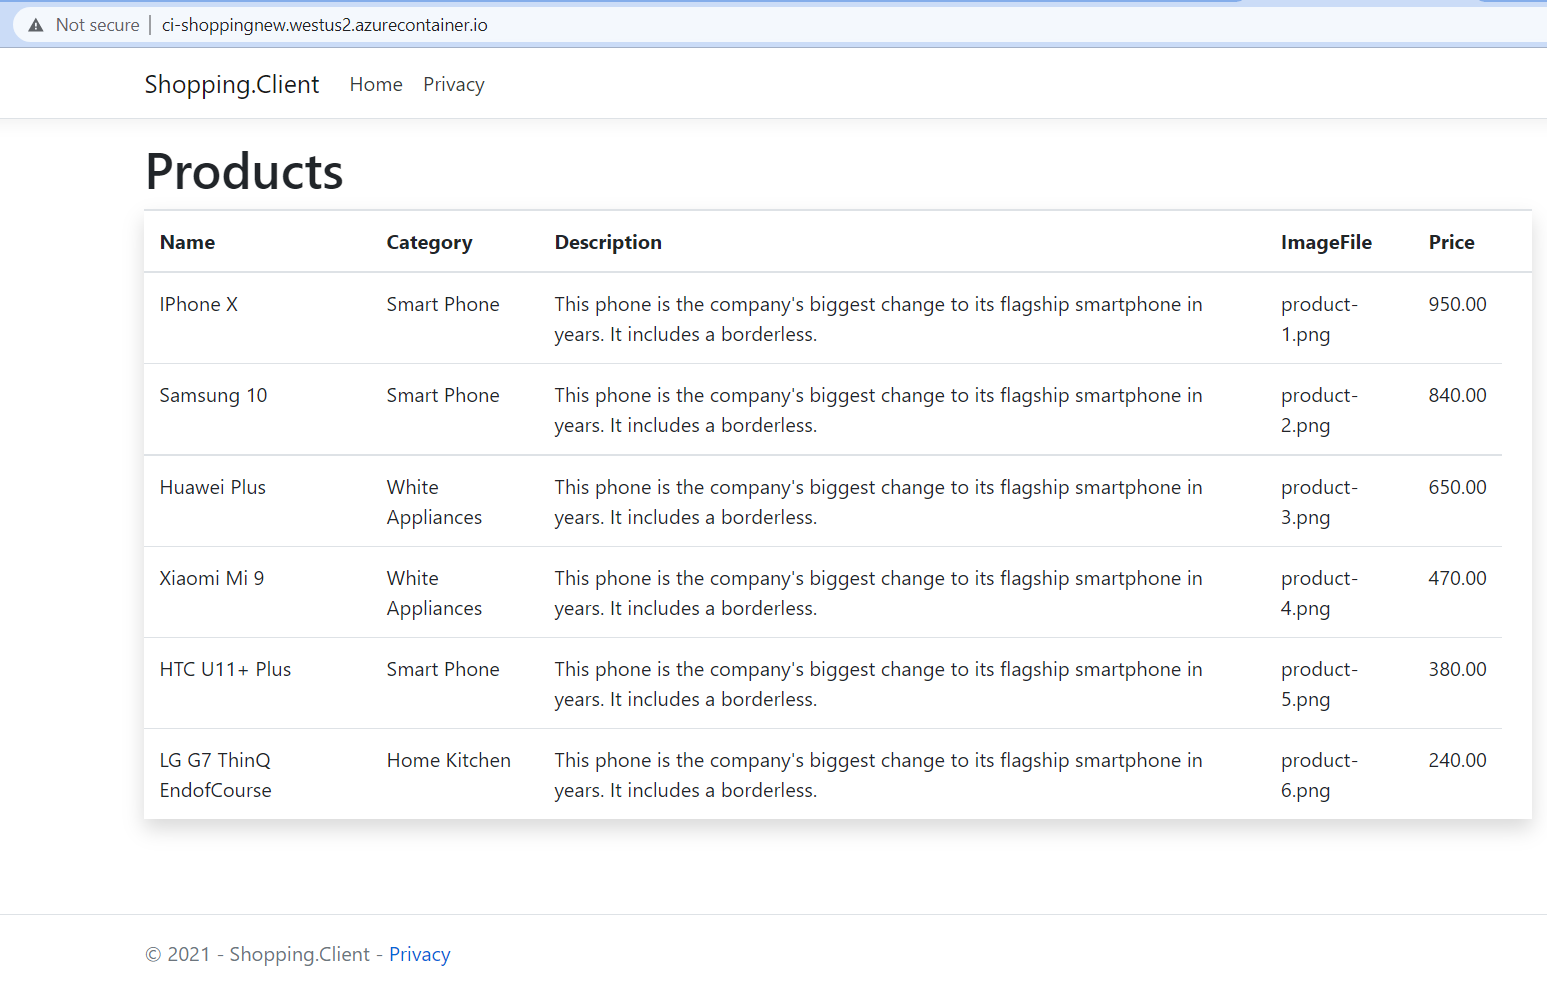 Not secure | ci-shoppingnew.westus2.azurecontainer.io
Shopping.Client Home Privacy
Products
Name Category Description ImageFile Price
IPhone X Smart Phone This phone is the company's biggest change to its flagship smartphone in product- 950.00
years. It includes a borderless. 1.png
Samsung 10 Smart Phone This phone is the company's biggest change to its flagship smartphone in product- 840.00
years. It includes a borderless. 2.png
Huawei Plus White This phone is the company's biggest change to its flagship smartphone in product- 650.00
Appliances years. It includes a borderless. 3.png
Xiaomi Mi 9 White This phone is the company's biggest change to its flagship smartphone in product- 470.00
Appliances years. It includes a borderless. 4.png
HTC U11+ Plus Smart Phone This phone is the company's biggest change to its flagship smartphone in product- 380.00
years. It includes a borderless. 5.png
LG G7 ThinQ Home Kitchen This phone is the company's biggest change to its flagship smartphone in product- 240.00
EndofCourse years. It includes a borderless. 6.png
© 2021 - Shopping.Client - Privacy